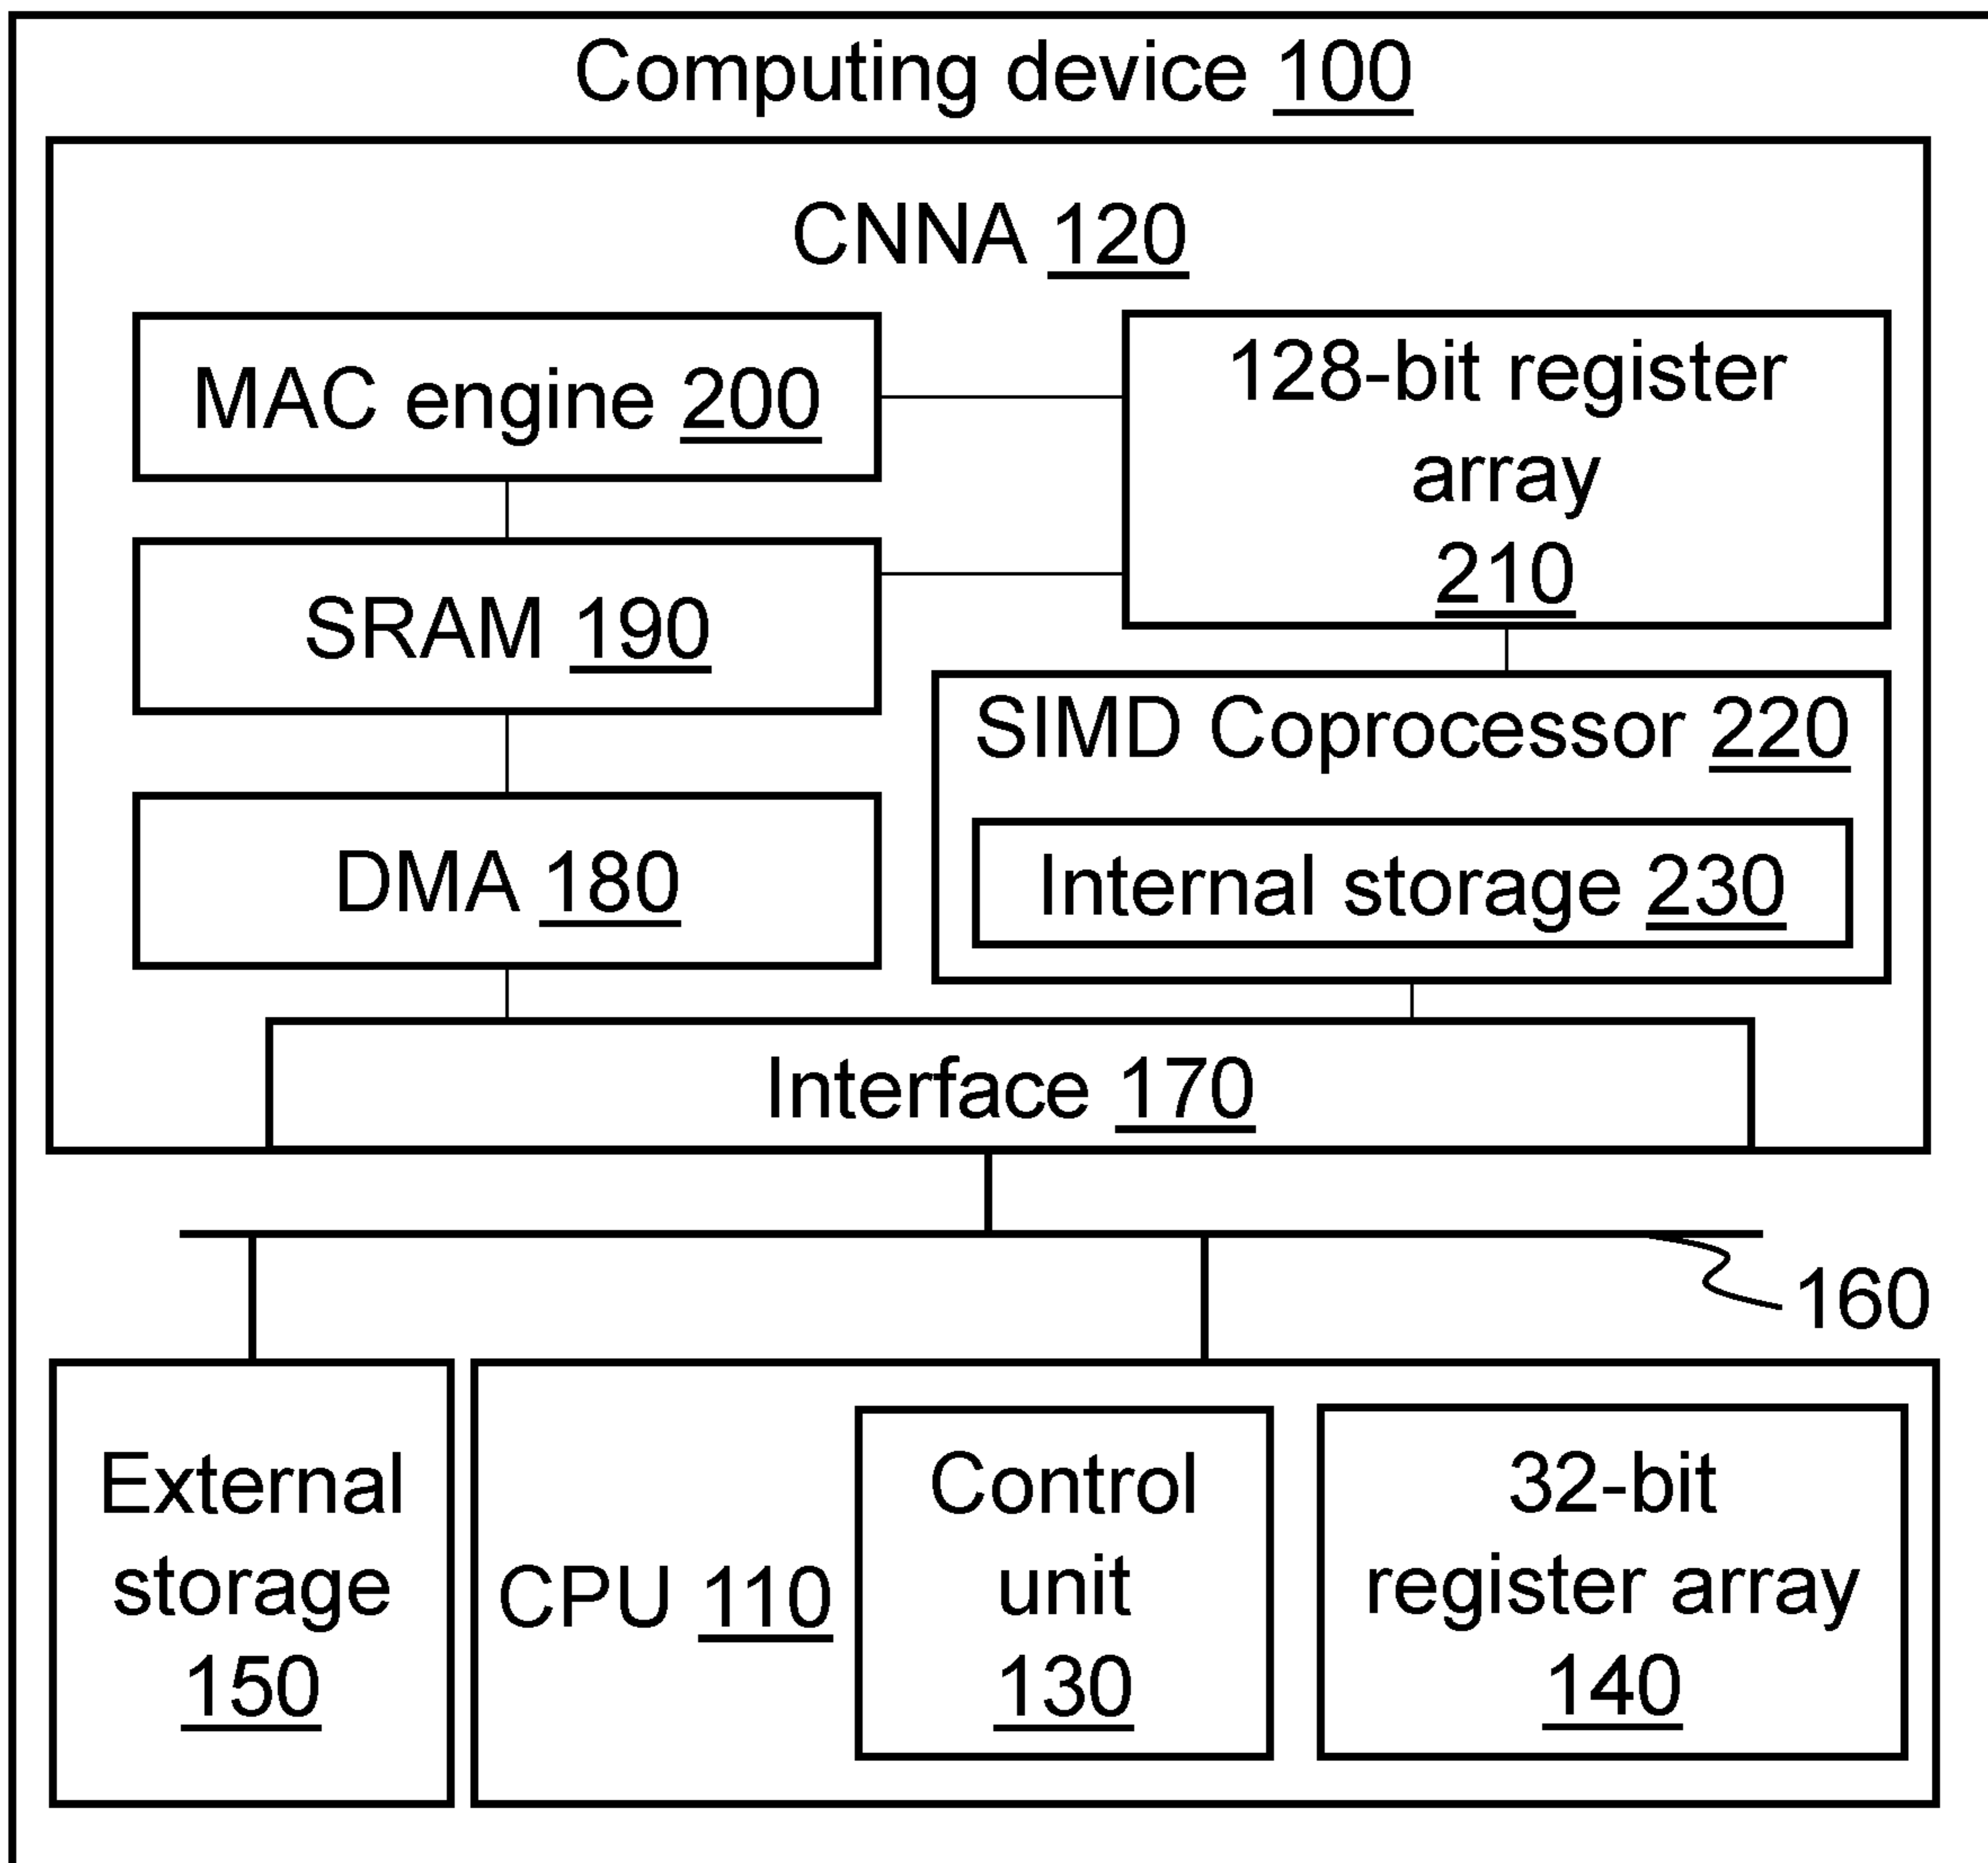 Computing device 100
CNNA 120
MAC engine 200
128-bit register
array
210
SRAM 190
SIMD Coprocessor 220
DMA 180
Internal storage 230
Interface 170
160
External
storage
150
CPU 110
Control
unit
130
32-bit
register array
140